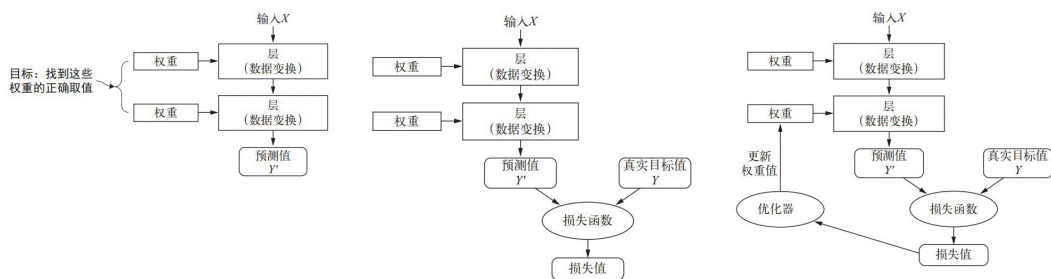 目标：找到这些
权重的正确取值
输入X
权重
层
（数据变换）
权重
层
（数据变换）
预测值
Y'
输入X
权重
层
（数据变换）
权重
层
（数据变换）
预测值
Y'
真实目标值
Y
损失函数
损失值
输入X
权重
层
（数据变换）
权重
层
（数据变换）
更新
权重值
预测值
Y'
真实目标值
Y
优化器
损失函数
损失值